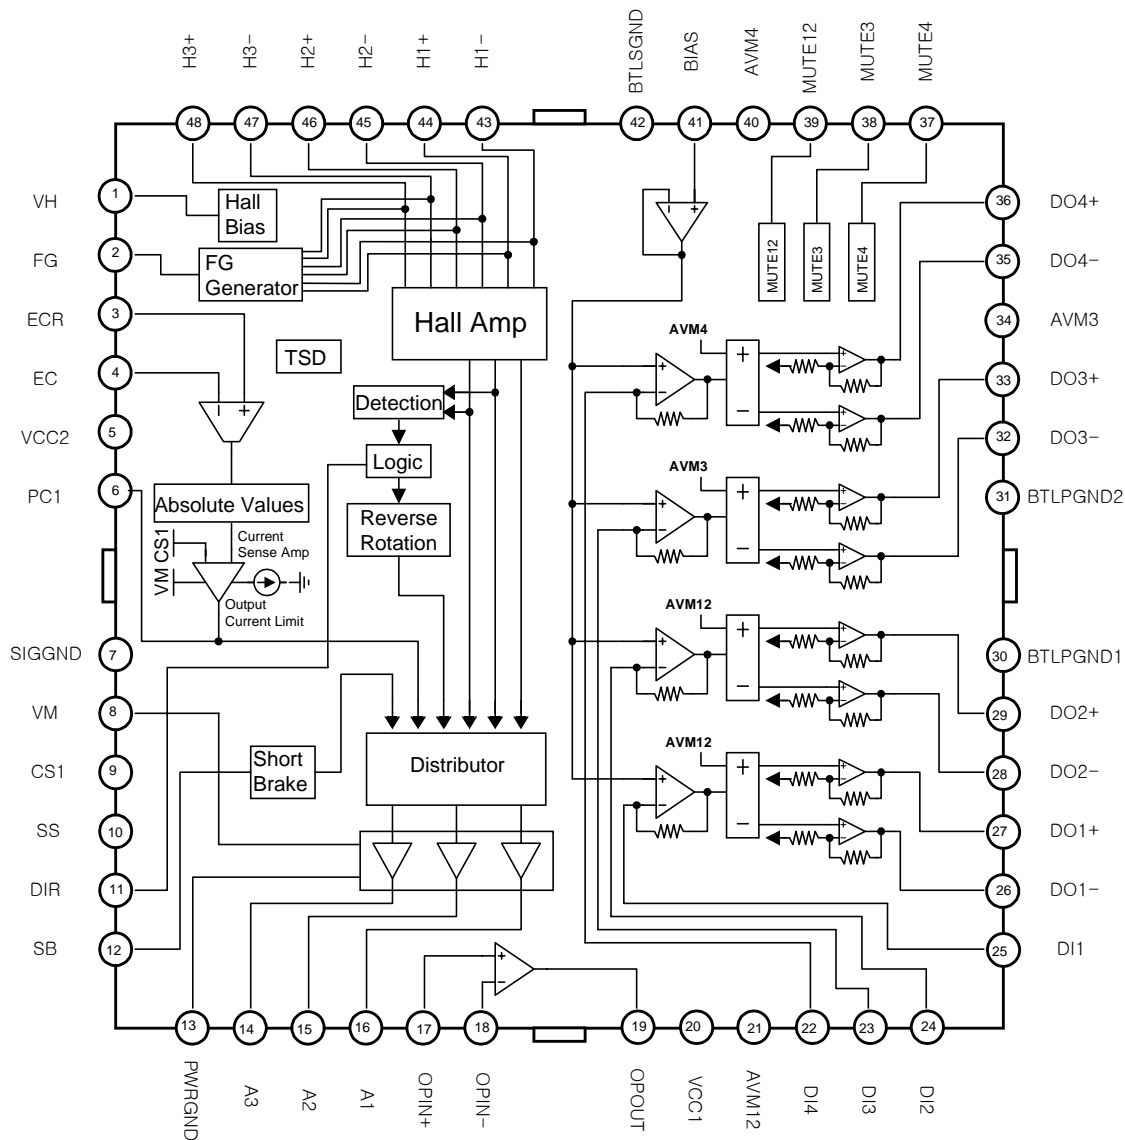 H3+
H3-
H2+
H2-
H1+
H1-
BTLSGND
BIAS
AVM4
MUTE12
MUTE3
MUTE4
48
47
46
45
44
43
42
41
40
39
38
37
VH
1
Hall
Bias
FG
2
FG
Generator
ECR
3
EC
4
VCC2
5
PC1
6
SIGGND
7
VM
8
CS1
9
SS
10
DIR
11
SB
12
Hall Amp
TSD
Detection
Logic
Reverse
Rotation
- +
Absolute Values
VM CS1
Current
Sense Amp
Output
Current Limit
Short
Brake
Distributor
- +
MUTE12
MUTE3
MUTE4
AVM4
+
-
+
-
+
-
+
-
AVM3
+
-
+
-
+
-
+
-
AVM12
+
-
+
-
+
-
+
-
AVM12
+
-
+
-
+
-
+
-
+
-
36
DO4+
35
DO4-
34
AVM3
33
DO3+
32
DO3-
31
BTLPGND2
30
BTLPGND1
29
DO2+
28
DO2-
27
DO1+
26
DO1-
25
DI1
13
14
15
16
17
18
19
20
21
22
23
24
PWRGND
A3
A2
A1
OPIN+
OPIN-
OPOUT
VCC1
AVM12
DI4
DI3
DI2